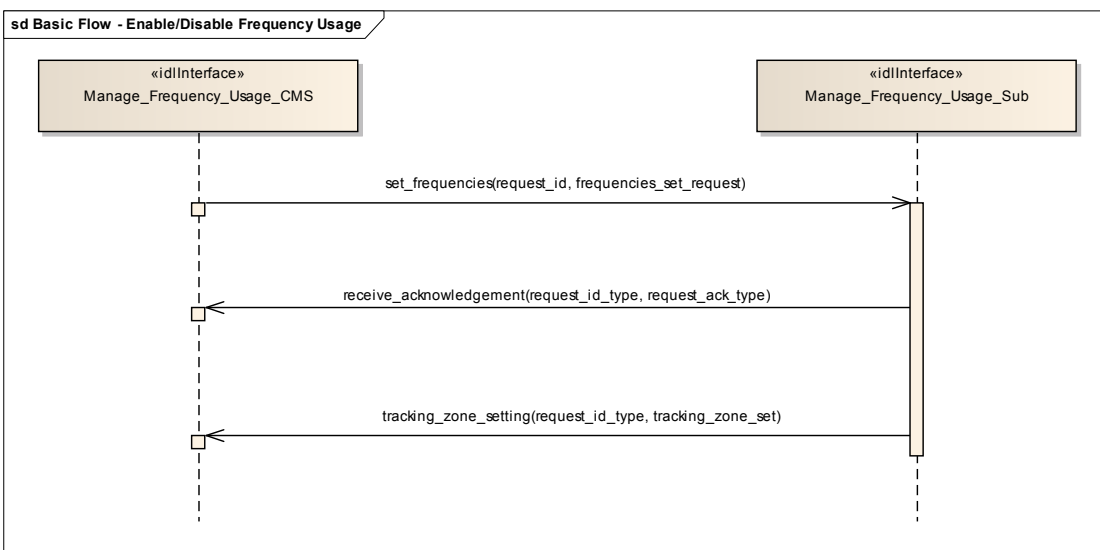 sd Basic Flow - Enable/Disable Frequency Usage
«idlInterface»
Manage_Frequency_Usage_CMS
«idlInterface»
Manage_Frequency_Usage_Sub
set_frequencies(request_id, frequencies_set_request)
receive_acknowledgement(request_id_type, request_ack_type)
tracking_zone_setting(request_id_type, tracking_zone_set)